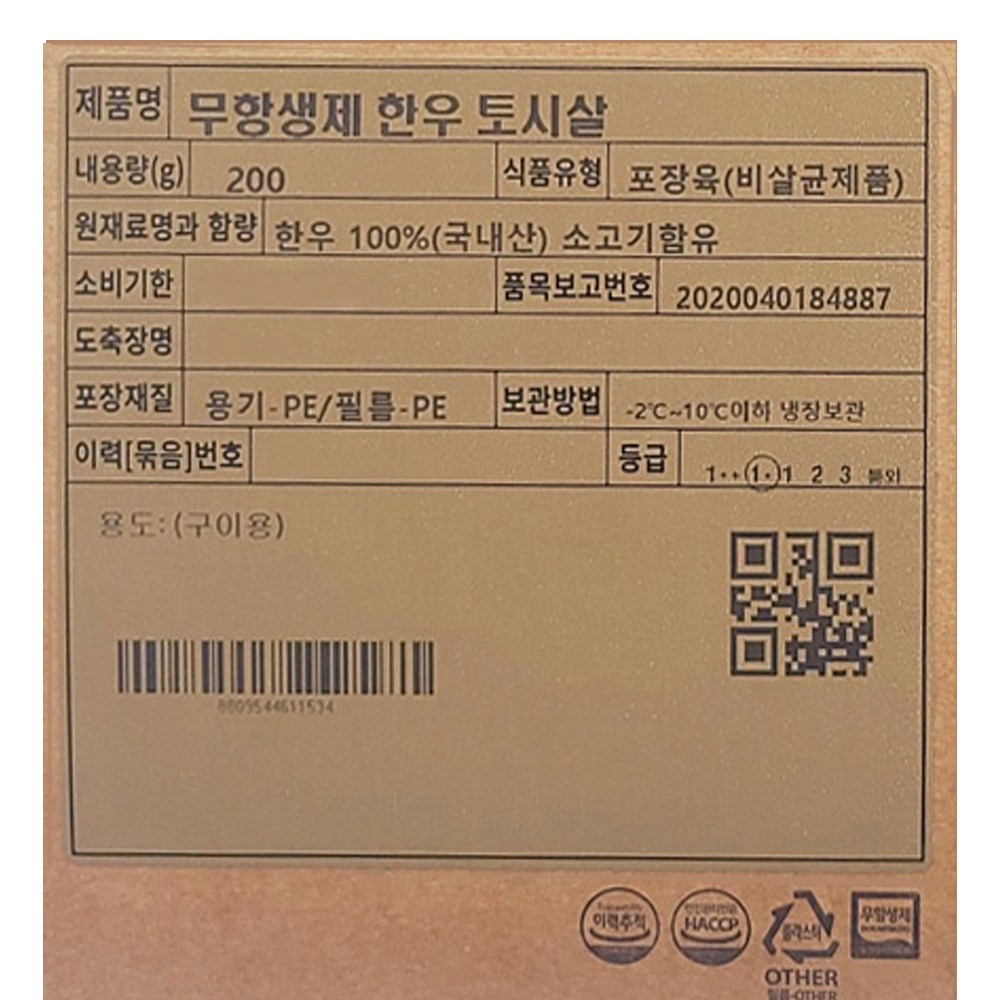 제품명 무항생제 한우 토시살
내용량(g) 200 식품유형 포장육(비살균제품)
원재료명과 함량 한우 100%(국내산) 소고기함유
소비기한 품목보고번호 2020040184887
도축장명
포장재질 용기-PE/필름-PE 보관방법 -2℃~10℃이하 냉장보관
이력[묶음]번호 등급 1++ 1+ 1 2 3 등외
용도:(구이용)
8809544611534
이력추적
HACCP
플라스틱
무항생제
OTHER
필름-OTHER